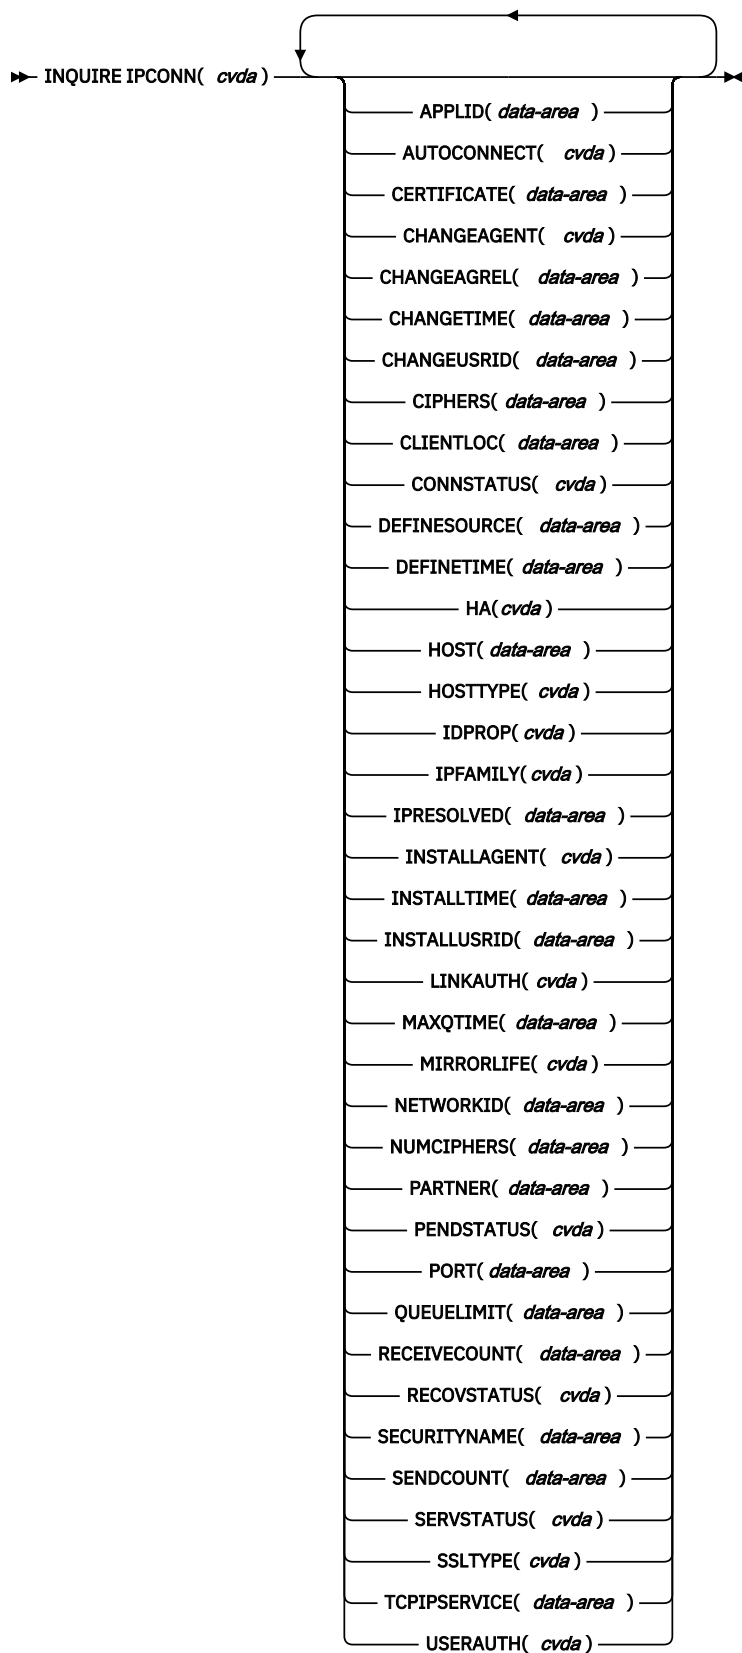 INQUIRE IPCONN( cvda )
APPLID( data-area )
AUTOCONNECT( cvda )
CERTIFICATE( data-area )
CHANGEAGENT( cvda )
CHANGEAGREL( data-area )
CHANGETIME( data-area )
CHANGEUSRID( data-area )
CIPHERS( data-area )
CLIENTLOC( data-area )
CONNSTATUS( cvda )
DEFINESOURCE( data-area )
DEFINETIME( data-area )
HA(cvda )
HOST( data-area )
HOSTTYPE( cvda )
IDPROP( cvda )
IPFAMILY( cvda )
IPRESOLVED( data-area )
INSTALLAGENT( cvda )
INSTALLTIME( data-area )
INSTALLUSRID( data-area )
LINKAUTH( cvda )
MAXQTIME( data-area )
MIRRORLIFE( cvda )
NETWORKID( data-area )
NUMCIPHERS( data-area )
PARTNER( data-area )
PENDSTATUS( cvda )
PORT( data-area )
QUEUELIMIT( data-area )
RECEIVECOUNT( data-area )
RECOVSTATUS( cvda )
SECURITYNAME( data-area )
SENDCOUNT( data-area )
SERVSTATUS( cvda )
SSLTYPE( cvda )
TCPIPSERVICE( data-area )
USERAUTH( cvda )